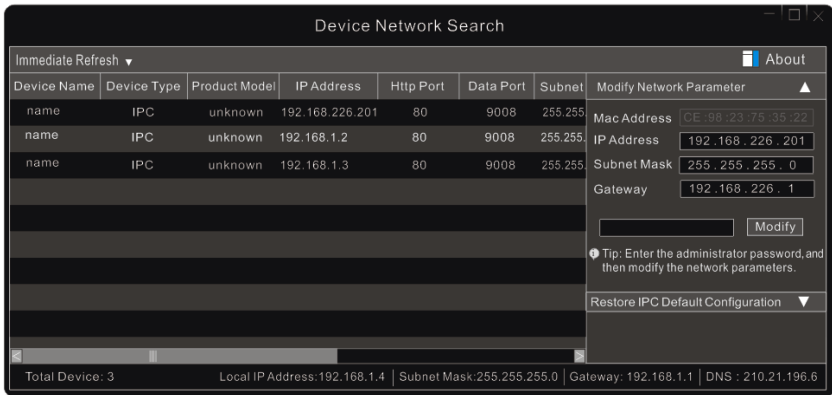 Device Network Search
Immediate Refresh
About
Device Name Device Type Product Model IP Address Http Port Data Port Subnet
name IPC unknown 192.168.226.201 80 9008 255.255.
name IPC unknown 192.168.1.2 80 9008 255.255.
name IPC unknown 192.168.1.3 80 9008 255.255.
Modify Network Parameter
Mac Address CE :98 :23 :75 :35 :22
IP Address 192 .168 . 226 . 201
Subnet Mask 255 . 255 . 255 . 0
Gateway 192 .168 . 226 . 1
Modify
Tip: Enter the administrator password, and
then modify the network parameters.
Restore IPC Default Configuration
Total Device: 3 Local IP Address:192.168.1.4 Subnet Mask:255.255.255.0 Gateway: 192.168.1.1 DNS : 210.21.196.6